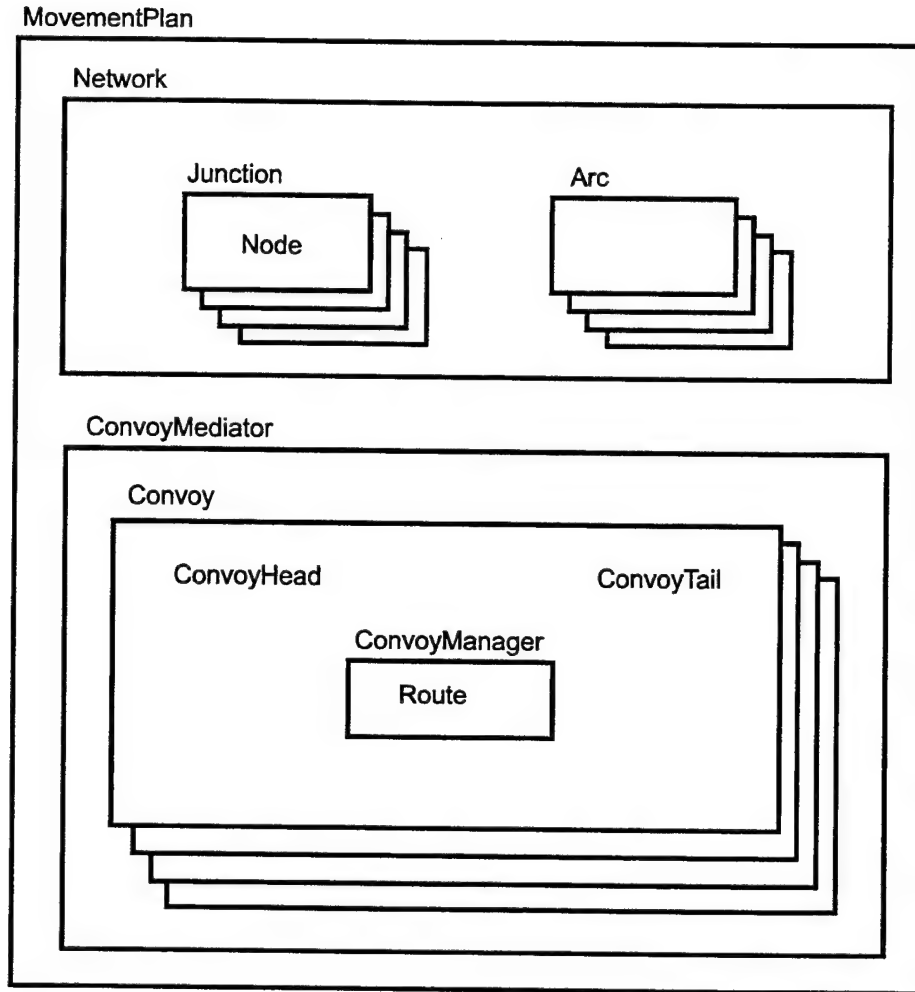 MovementPlan
Network
Junction
Arc
Node
ConvoyMediator
Convoy
ConvoyHead
ConvoyTail
ConvoyManager
Route